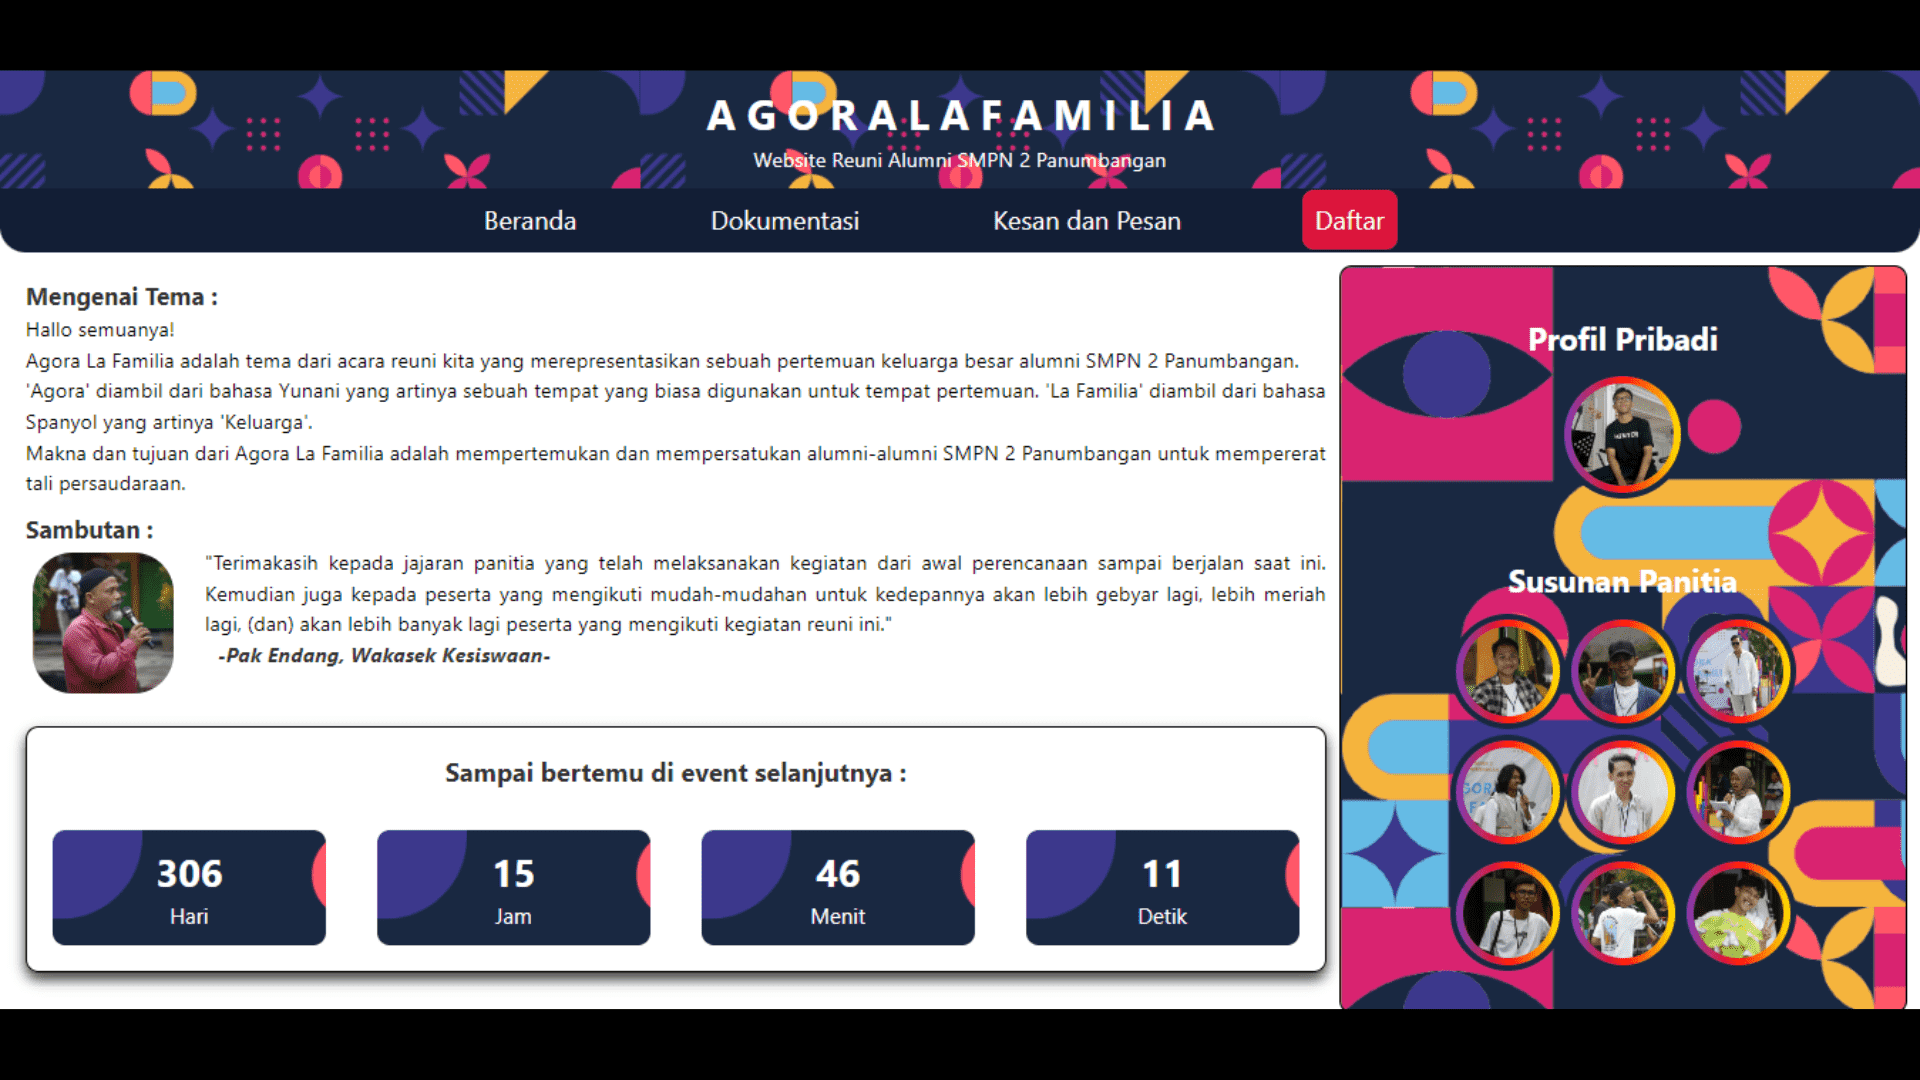 AGORALAFAMILIA
Website Reuni Alumni SMPN 2 Panumbangan
Beranda
Dokumentasi
Kesan dan Pesan
Daftar
Mengenai Tema :
Hallo semuanya!
Agora La Familia adalah tema dari acara reuni kita yang merepresentasikan sebuah pertemuan keluarga besar alumni SMPN 2 Panumbangan.
'Agora' diambil dari bahasa Yunani yang artinya sebuah tempat yang biasa digunakan untuk tempat pertemuan. 'La Familia' diambil dari bahasa
Spanyol yang artinya 'Keluarga'.
Makna dan tujuan dari Agora La Familia adalah mempertemukan dan mempersatukan alumni-alumni SMPN 2 Panumbangan untuk mempererat
tali persaudaraan.
Sambutan :
"Terimakasih kepada jajaran panitia yang telah melaksanakan kegiatan dari awal perencanaan sampai berjalan saat ini.
Kemudian juga kepada peserta yang mengikuti mudah-mudahan untuk kedepannya akan lebih gebyar lagi, lebih meriah
lagi, (dan) akan lebih banyak lagi peserta yang mengikuti kegiatan reuni ini."
-Pak Endang, Wakasek Kesiswaan-
Sampai bertemu di event selanjutnya :
306
Hari
15
Jam
46
Menit
11
Detik
Profil Pribadi
Susunan Panitia